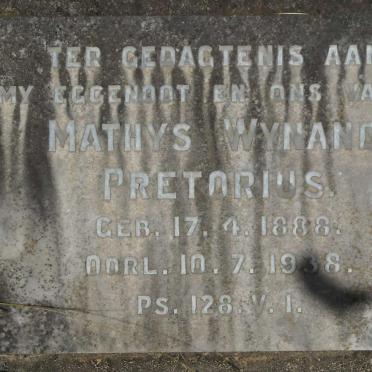 TER GEDAGTENIS AAN
MY EGGENOOT EN ONS VA
MATHYS WYNAND
PRETORIUS.
GEB. 17. 4. 1888.
OORL. 10. 7. 1938.
PS. 128. V. 1.